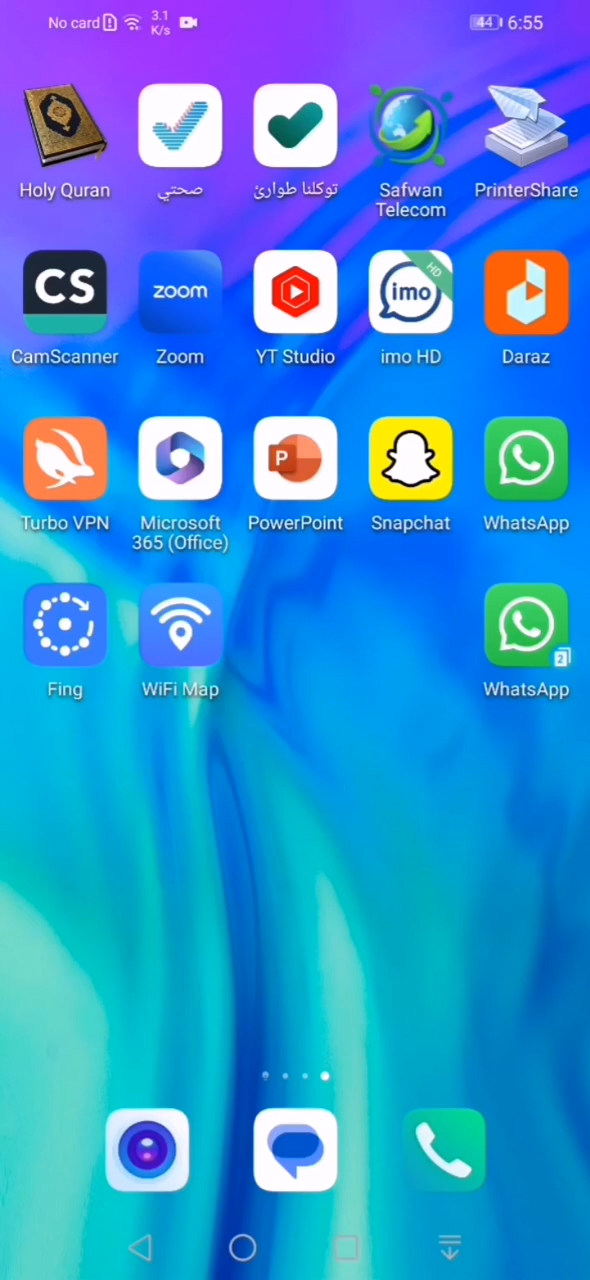 No card 3.1 K/s 44 6:55
Holy Quran صحتي توكلنا طوارئ Safwan Telecom PrinterShare
CS zoom imo HD
CamScanner Zoom YT Studio imo HD Daraz
P
Turbo VPN Microsoft 365 (Office) PowerPoint Snapchat WhatsApp
2
Fing WiFi Map WhatsApp